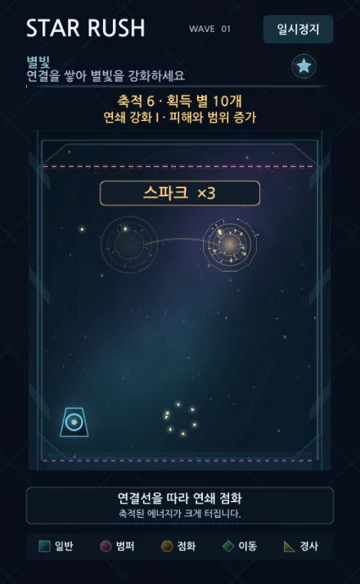 STAR RUSH
WAVE 01
일시정지
별빛
연결을 쌓아 별빛을 강화하세요
축적 6 · 획득 별 10개
연쇄 강화 I · 피해와 범위 증가
스파크 ×3
연결선을 따라 연쇄 점화
축적된 에너지가 크게 터집니다.
일반 범퍼 점화 이동 경사